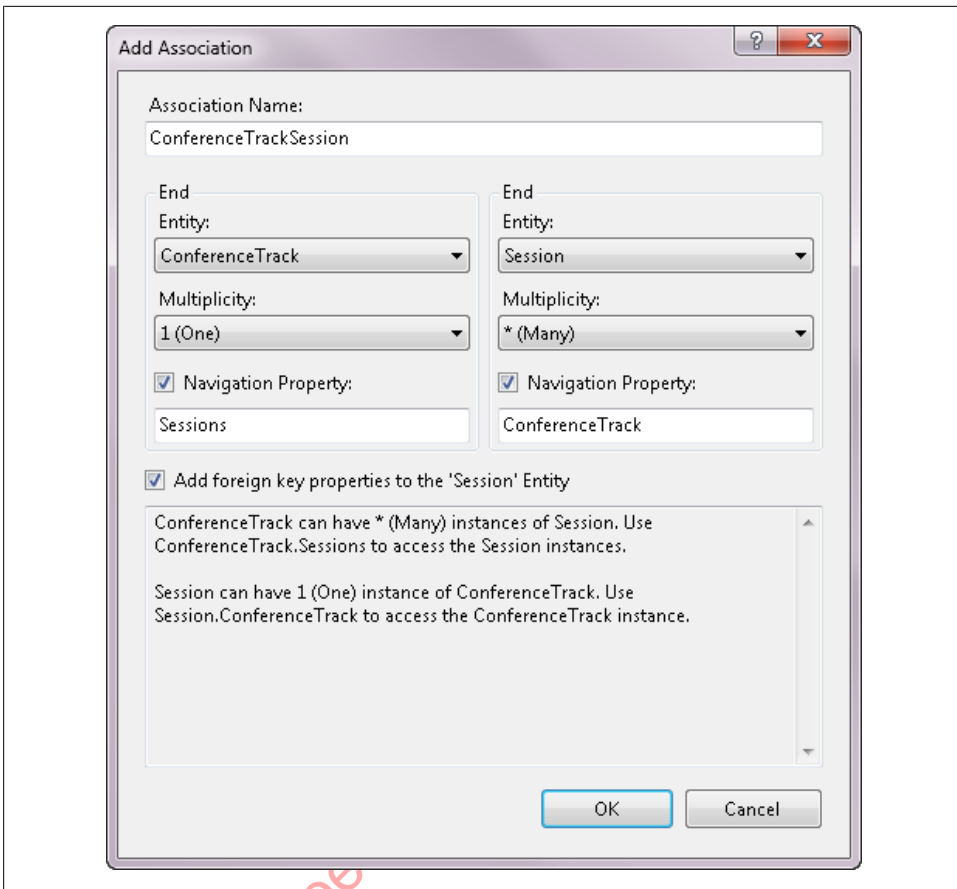 Add Association
?
Association Name:
ConferenceTrackSession
End
Entity:
ConferenceTrack
Multiplicity:
1 (One)
Navigation Property:
Sessions
End
Entity:
Session
Multiplicity:
* (Many)
Navigation Property:
ConferenceTrack
Add foreign key properties to the 'Session' Entity
ConferenceTrack can have * (Many) instances of Session. Use
ConferenceTrack.Sessions to access the Session instances.
Session can have 1 (One) instance of ConferenceTrack. Use
Session.ConferenceTrack to access the ConferenceTrack instance.
OK
Cancel